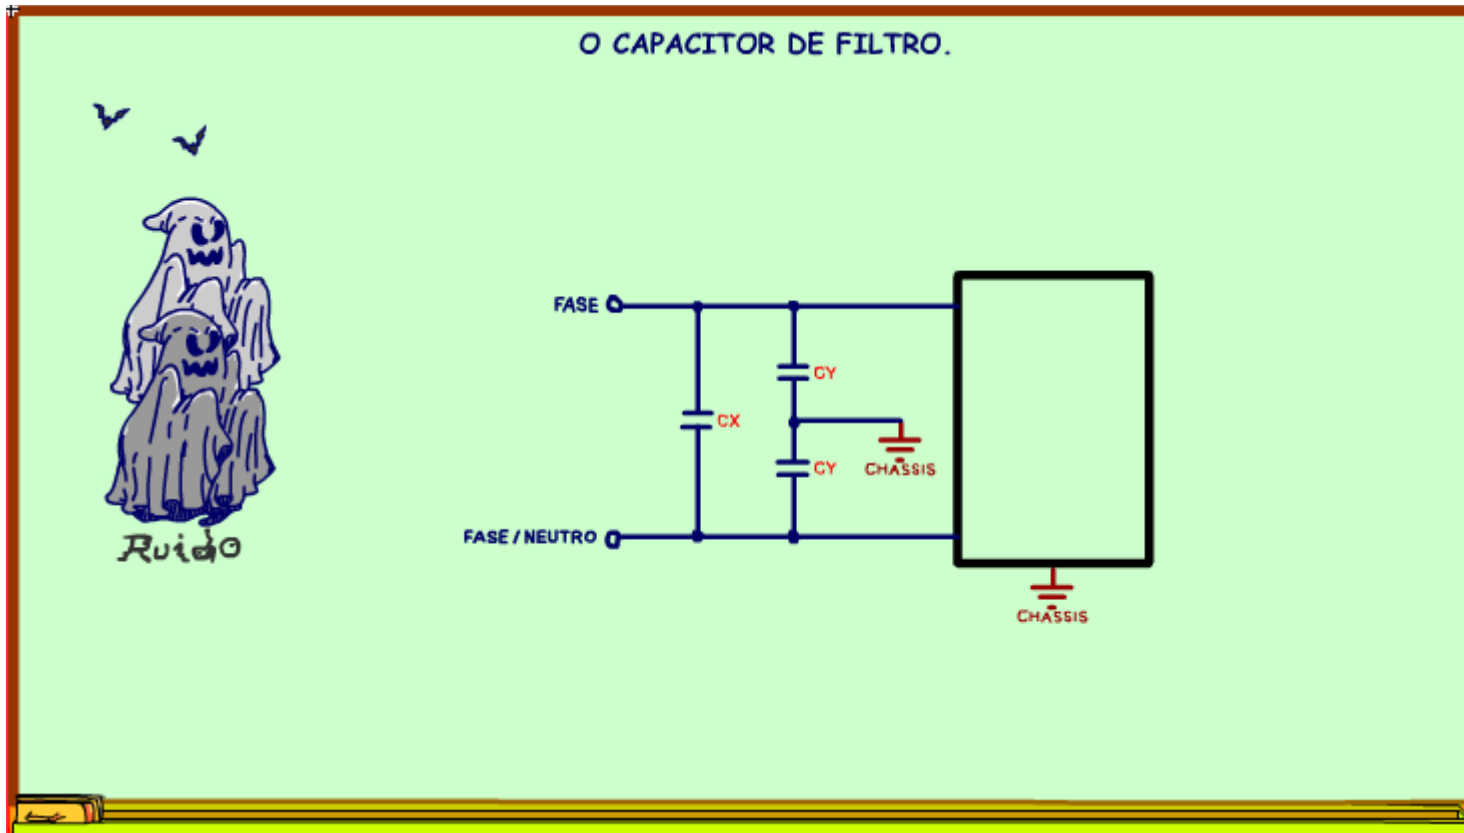 O CAPACITOR DE FILTRO.
FASE
CY
CX
CY
CHASSIS
FASE / NEUTRO
Ruido
CHASSIS